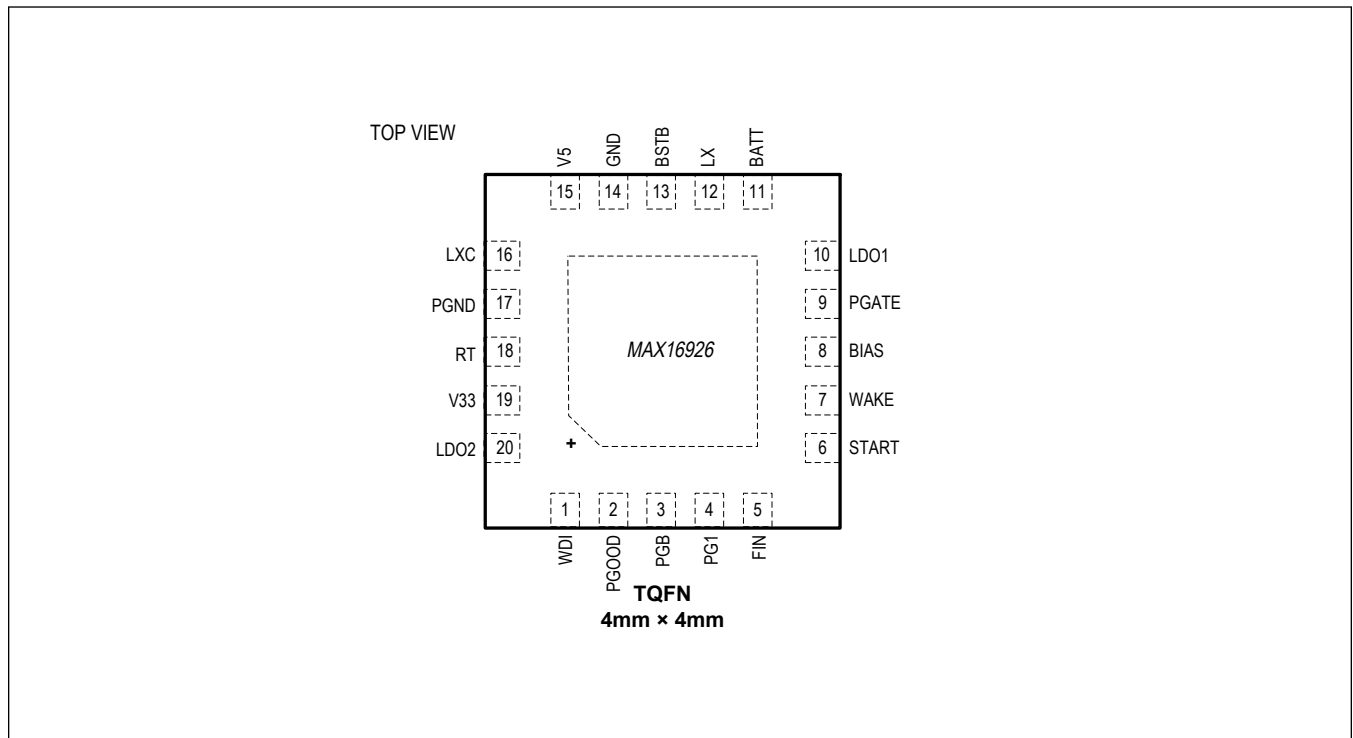 TOP VIEW
V5
GND
BSTB
LX
BATT
15
14
13
12
11
LXC 16
10 LDO1
PGND 17
9 PGATE
RT 18
MAX16926
8 BIAS
V33 19
7 WAKE
LDO2 20
+
6 START
1
2
3
4
5
WDI
PGOOD
PGB
PG1
FIN
TQFN
4mm × 4mm